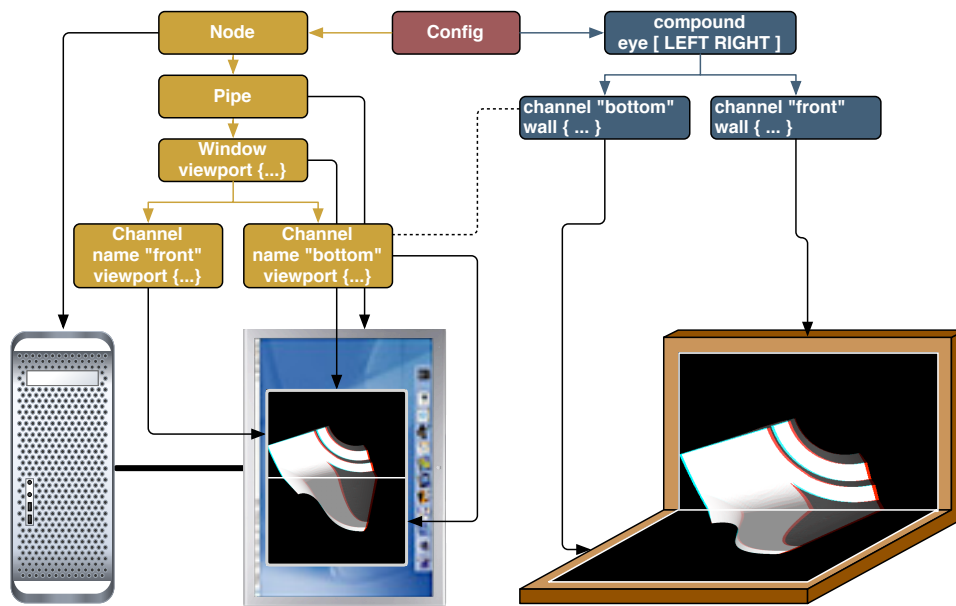 Node
Config
compound
eye [ LEFT RIGHT ]
Pipe
channel "bottom"
wall { ... }
channel "front"
wall { ... }
Window
viewport {...}
Channel
name "front"
viewport {...}
Channel
name "bottom"
viewport {...}